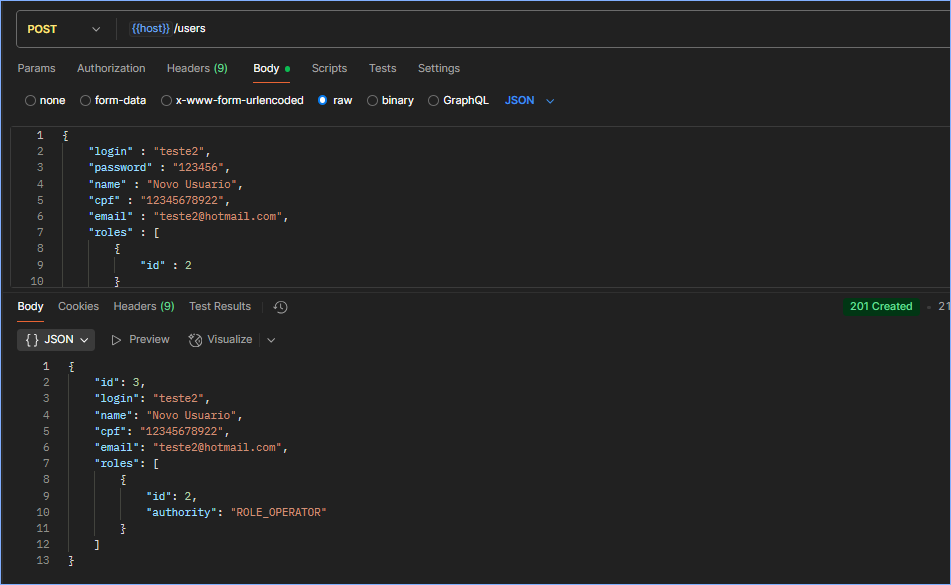 POST {{host}} /users
Params Authorization Headers (9) Body Scripts Tests Settings
none form-data x-www-form-urlencoded raw binary GraphQL JSON
1 {
2 "login" : "teste2",
3 "password" : "123456",
4 "name" : "Novo Usuario",
5 "cpf" : "12345678922",
6 "email" : "teste2@hotmail.com",
7 "roles" : [
8 {
9 "id" : 2
10 }
Body Cookies Headers (9) Test Results 201 Created 21
{} JSON Preview Visualize
1 {
2 "id": 3,
3 "login": "teste2",
4 "name": "Novo Usuario",
5 "cpf": "12345678922",
6 "email": "teste2@hotmail.com",
7 "roles": [
8 {
9 "id": 2,
10 "authority": "ROLE_OPERATOR"
11 }
12 ]
13 }